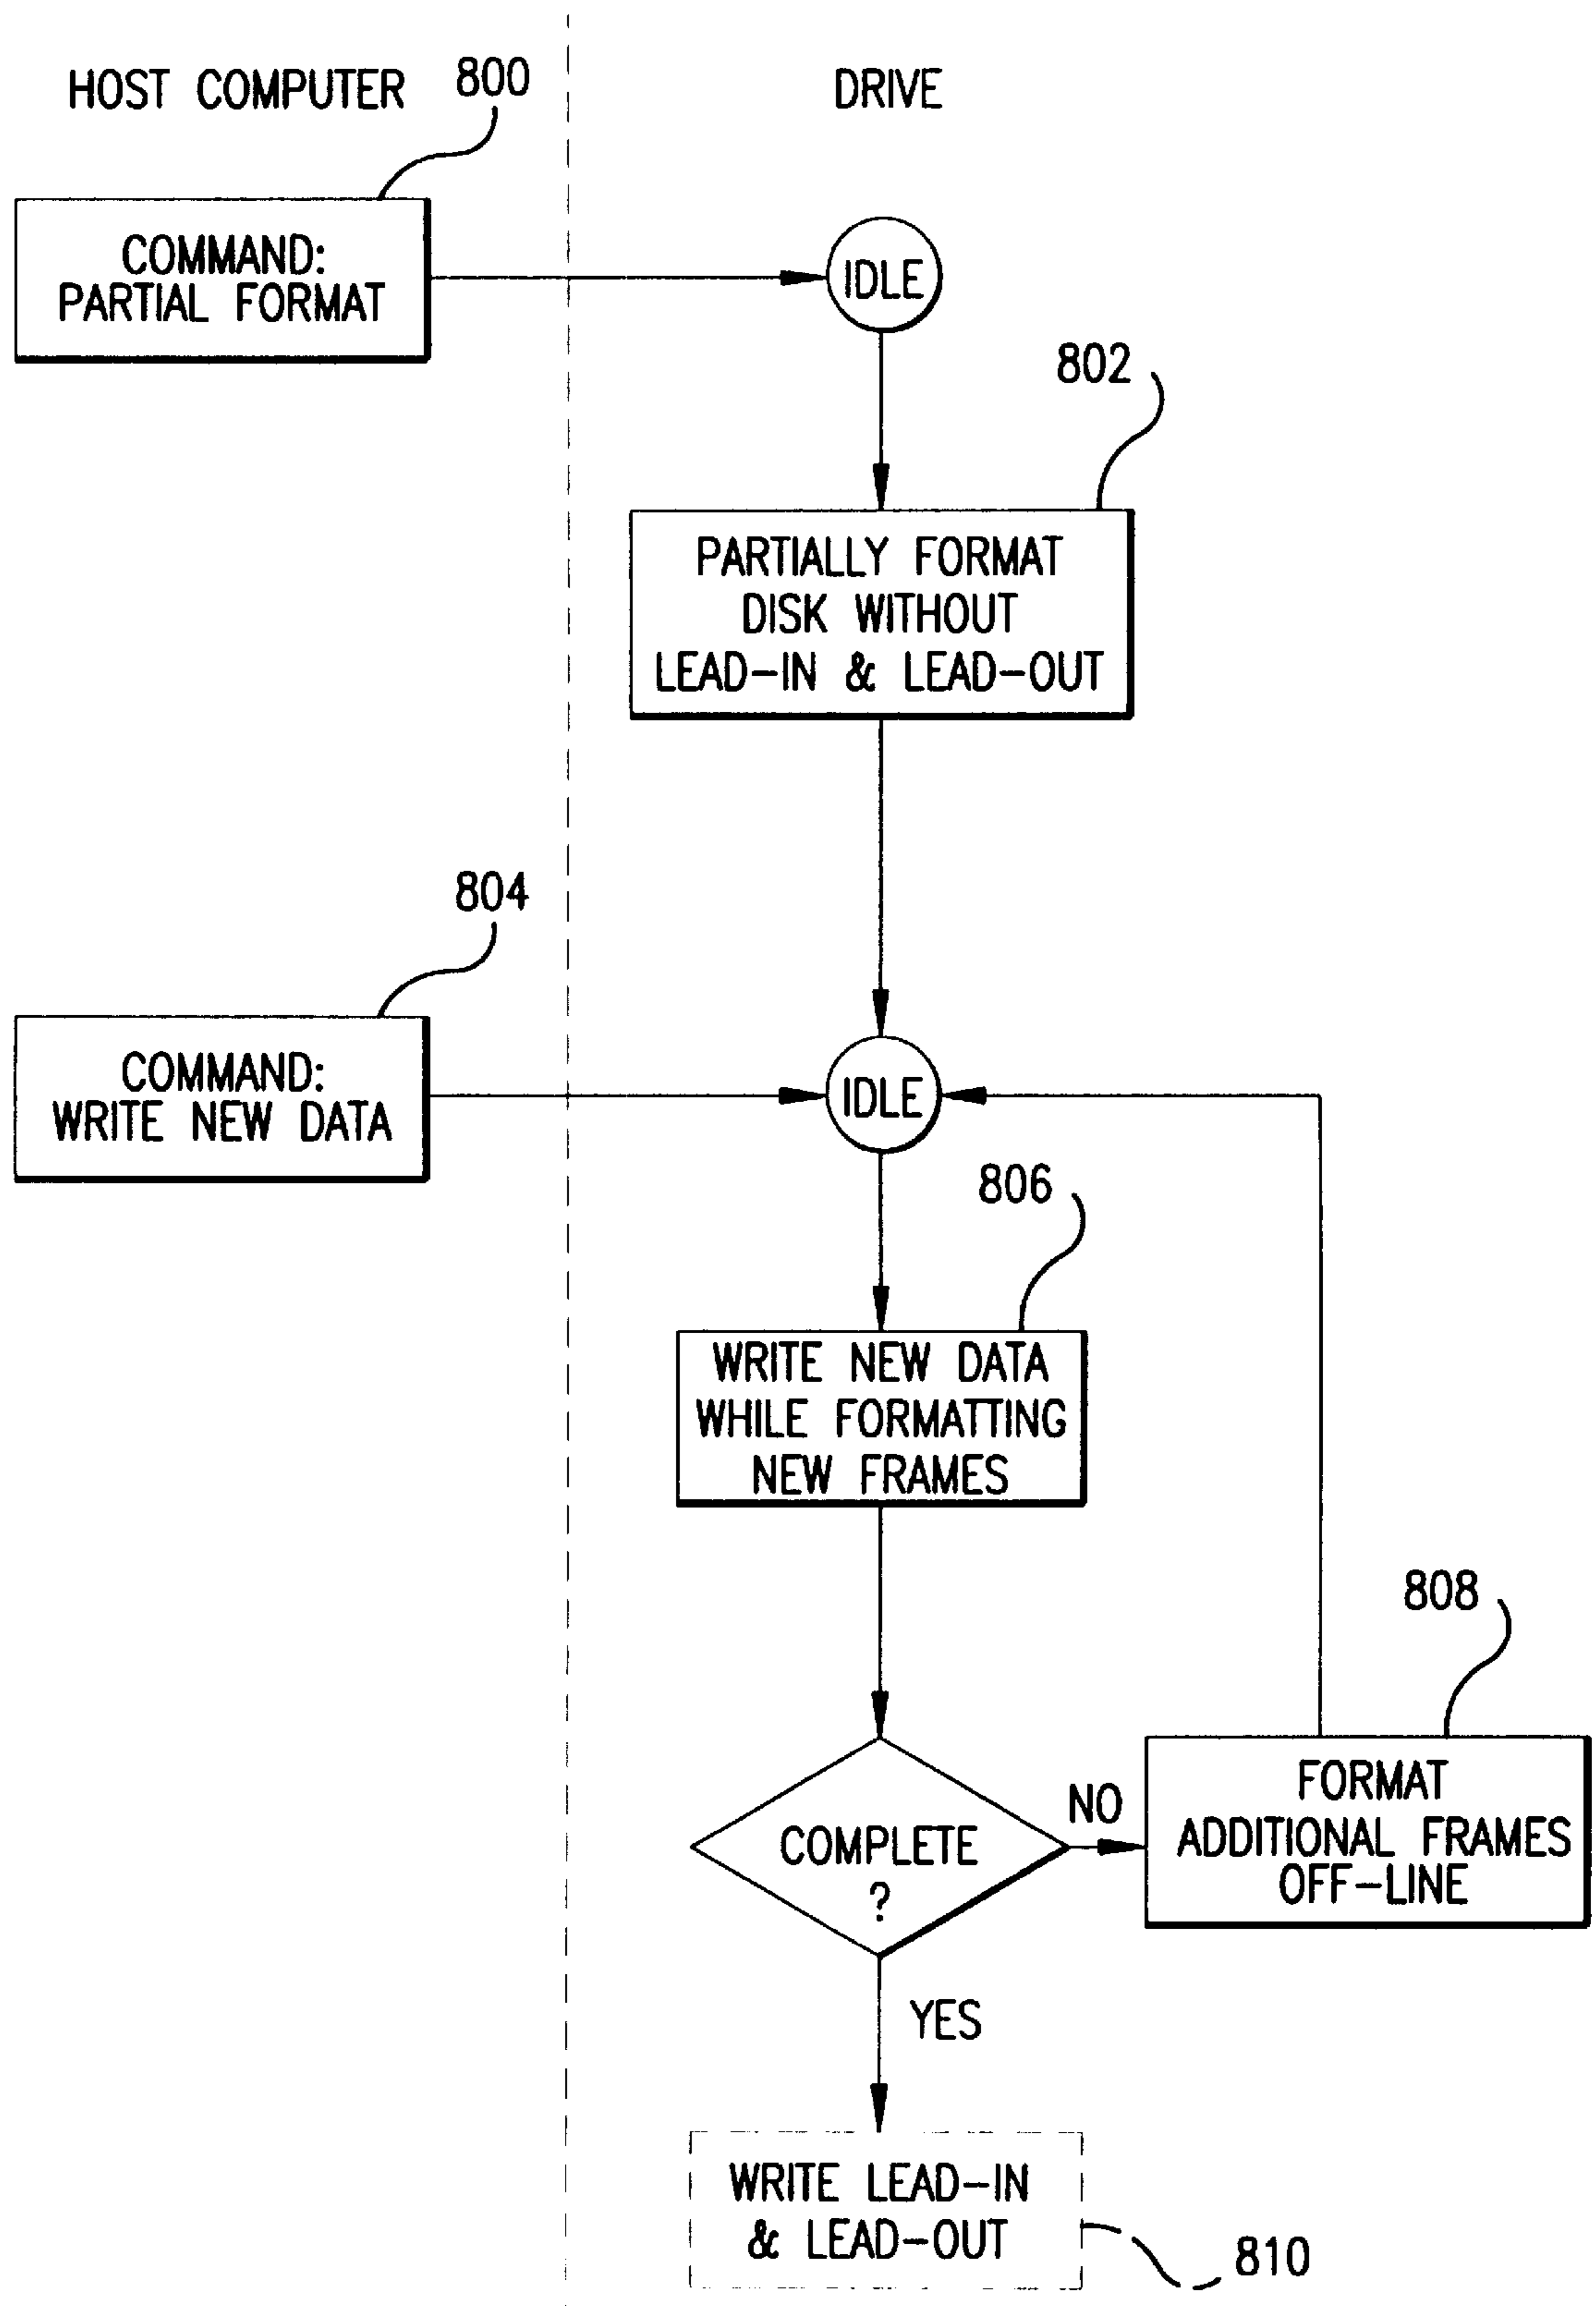 HOST COMPUTER
800
DRIVE
COMMAND:
PARTIAL FORMAT
IDLE
802
PARTIALLY FORMAT
DISK WITHOUT
LEAD-IN & LEAD-OUT
804
COMMAND:
WRITE NEW DATA
IDLE
806
WRITE NEW DATA
WHILE FORMATTING
NEW FRAMES
808
COMPLETE
?
NO
FORMAT
ADDITIONAL FRAMES
OFF-LINE
YES
WRITE LEAD-IN
& LEAD-OUT
810